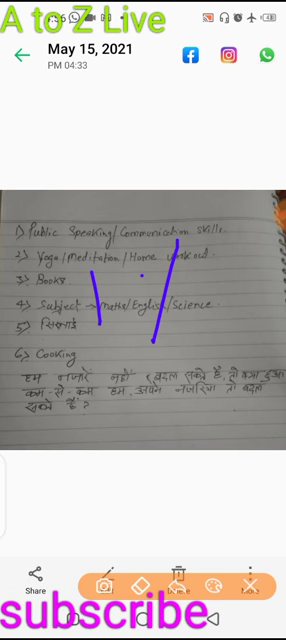 A to Z Live
May 15, 2021
PM 04:33
1) Public Speaking/Communication skills.
2) Yoga/Meditation/Home workout.
3) Books
4) Subject → Maths/English/Science.
5)
6) Cooking
हम नजारें नहीं बदल सकते हैं, तो क्या हुआ
कम-से-कम हम अपने नजरिया तो बदल
सकते हैं?
Share
subscribe